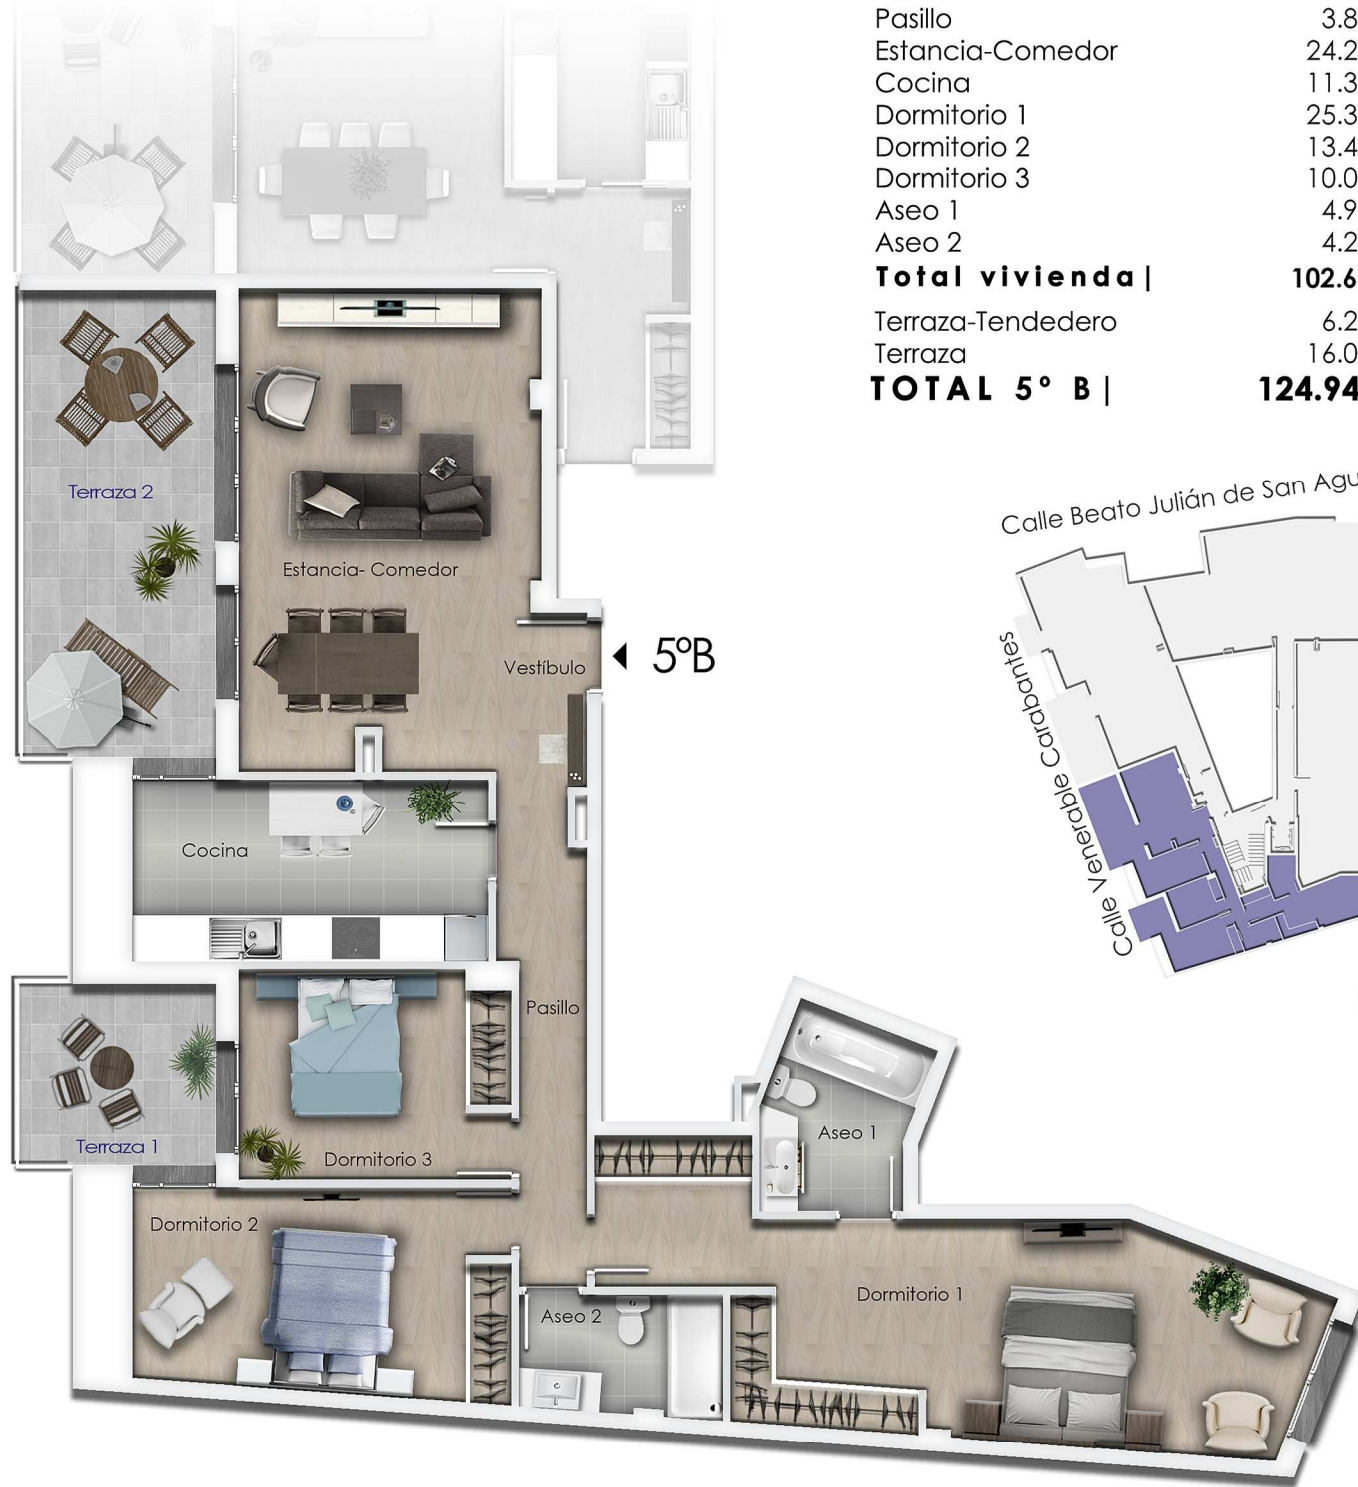 Pasillo 3.8
Estancia-Comedor 24.2
Cocina 11.3
Dormitorio 1 25.3
Dormitorio 2 13.4
Dormitorio 3 10.0
Aseo 1 4.9
Aseo 2 4.2
Total vivienda| 102.6
Terraza-Tendedero 6.2
Terraza 16.0
TOTAL 5º B| 124.94
Calle Beato Julián de San Agu
Calle Venerable Carabantes
Terraza 2
Estancia- Comedor
Vestíbulo
5ºB
Cocina
Pasillo
Terraza 1
Dormitorio 3
Aseo 1
Dormitorio 2
Dormitorio 1
Aseo 2